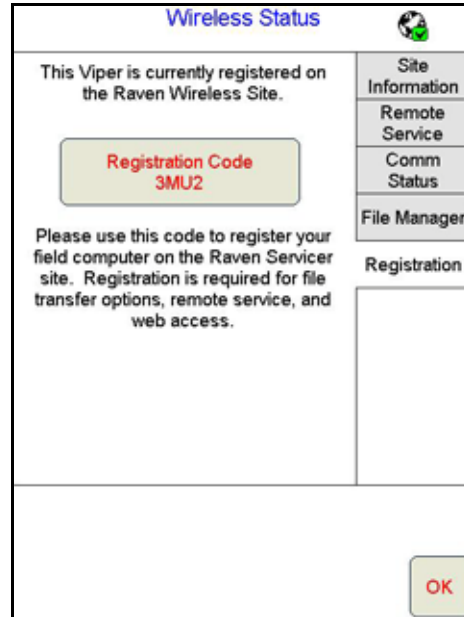 Wireless Status
This Viper is currently registered on
the Raven Wireless Site.
Registration Code
3MU2
Please use this code to register your
field computer on the Raven Servicer
site. Registration is required for file
transfer options, remote service, and
web access.
Site
Information
Remote
Service
Comm
Status
File Manager
Registration
OK